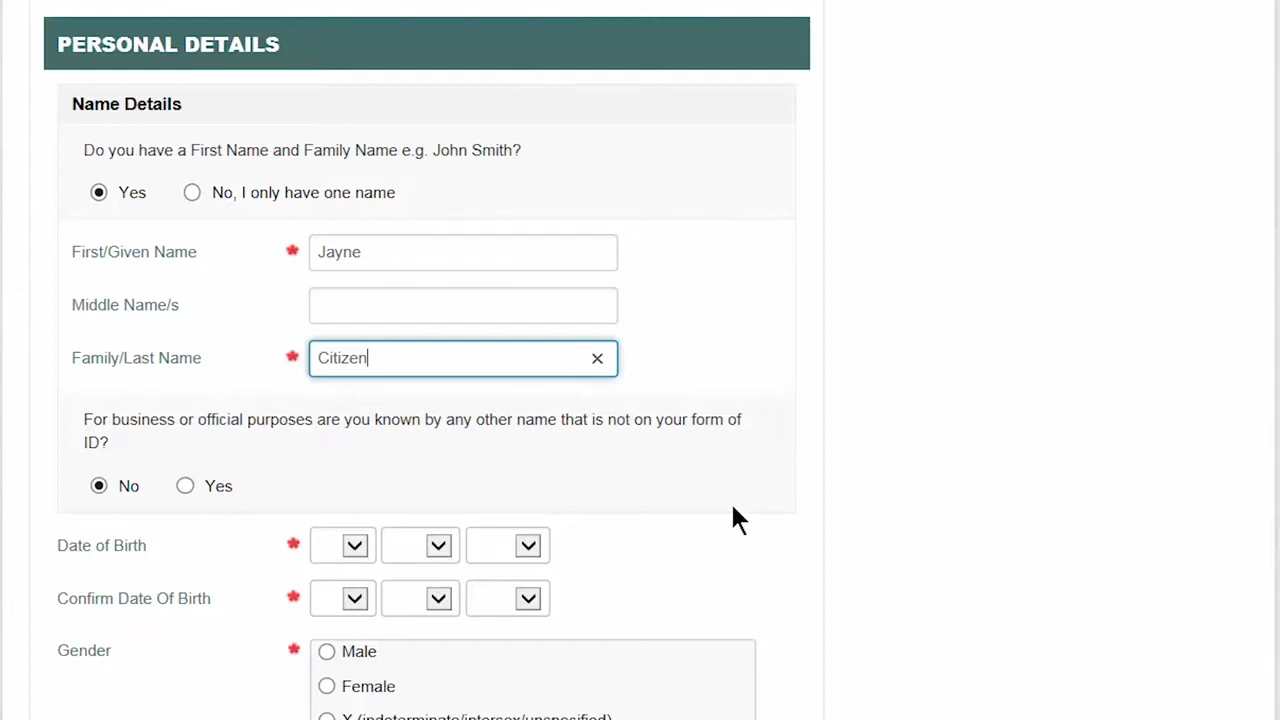 PERSONAL DETAILS
Name Details
Do you have a First Name and Family Name e.g. John Smith?
Yes No, I only have one name
First/Given Name * Jayne
Middle Name/s
Family/Last Name * Citizen
For business or official purposes are you known by any other name that is not on your form of
ID?
No Yes
Date of Birth *
Confirm Date Of Birth *
Gender * Male
Female
X (indeterminate/intersex/unspecified)